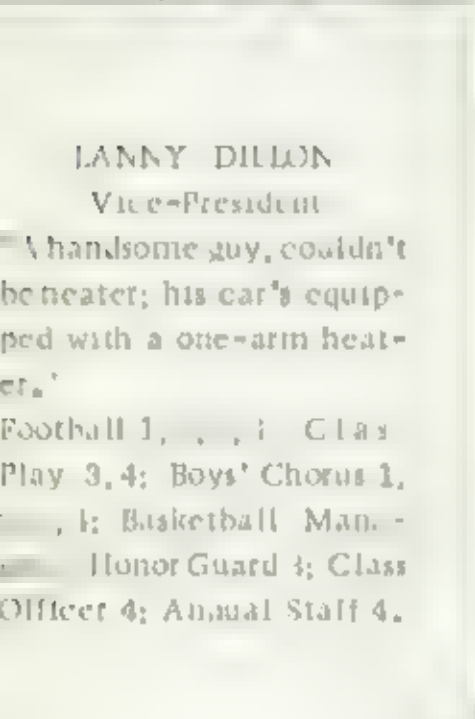 LANNY DILLON
Vice-President
"A handsome guy, couldn't
be neater; his car's equip-
ped with a one-arm heat-
er."
Football 1, Class
Play 3,4; Boys' Chorus 1,
Basketball Man.
Honor Guard 3; Class
Officer 4; Annual Staff 4.